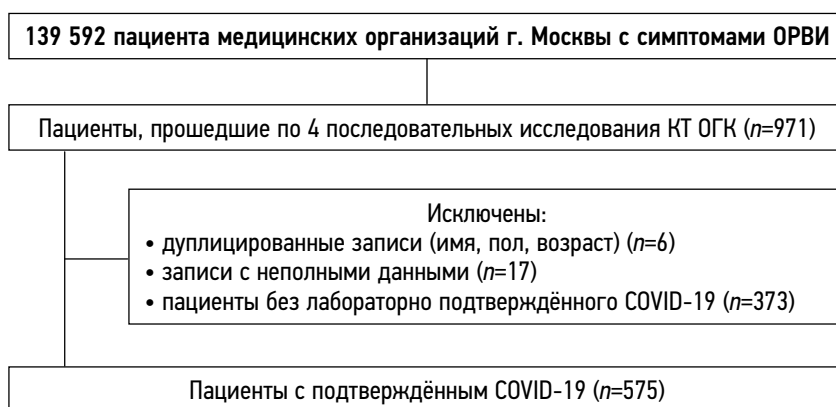 139 592 пациента медицинских организаций г. Москвы с симптомами ОРВИ
Пациенты, прошедшие по 4 последовательных исследования КТ ОГК (n=971)
Исключены:
• дуплицированные записи (имя, пол, возраст) (n=6)
• записи с неполными данными (n=17)
• пациенты без лабораторно подтверждённого COVID-19 (n=373)
Пациенты с подтверждённым COVID-19 (n=575)